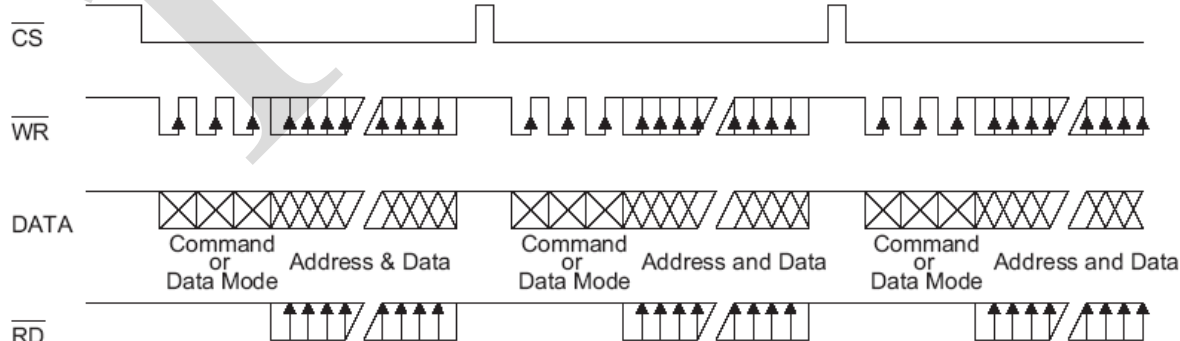 CS
WR
DATA
Command
or
Data Mode
Address & Data
Command
or
Data Mode
Address and Data
Command
or
Data Mode
Address and Data
RD